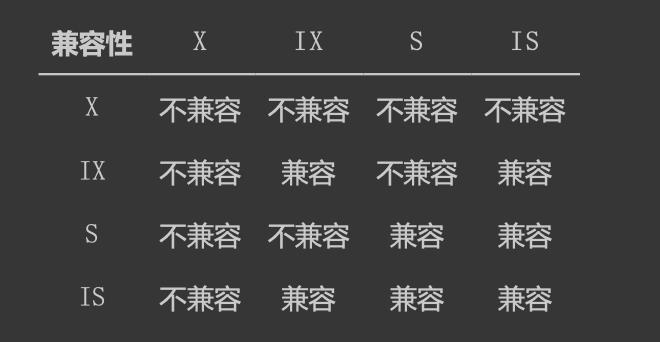 兼容性 X IX S IS
X 不兼容 不兼容 不兼容 不兼容
IX 不兼容 兼容 不兼容 兼容
S 不兼容 不兼容 兼容 兼容
IS 不兼容 兼容 兼容 兼容